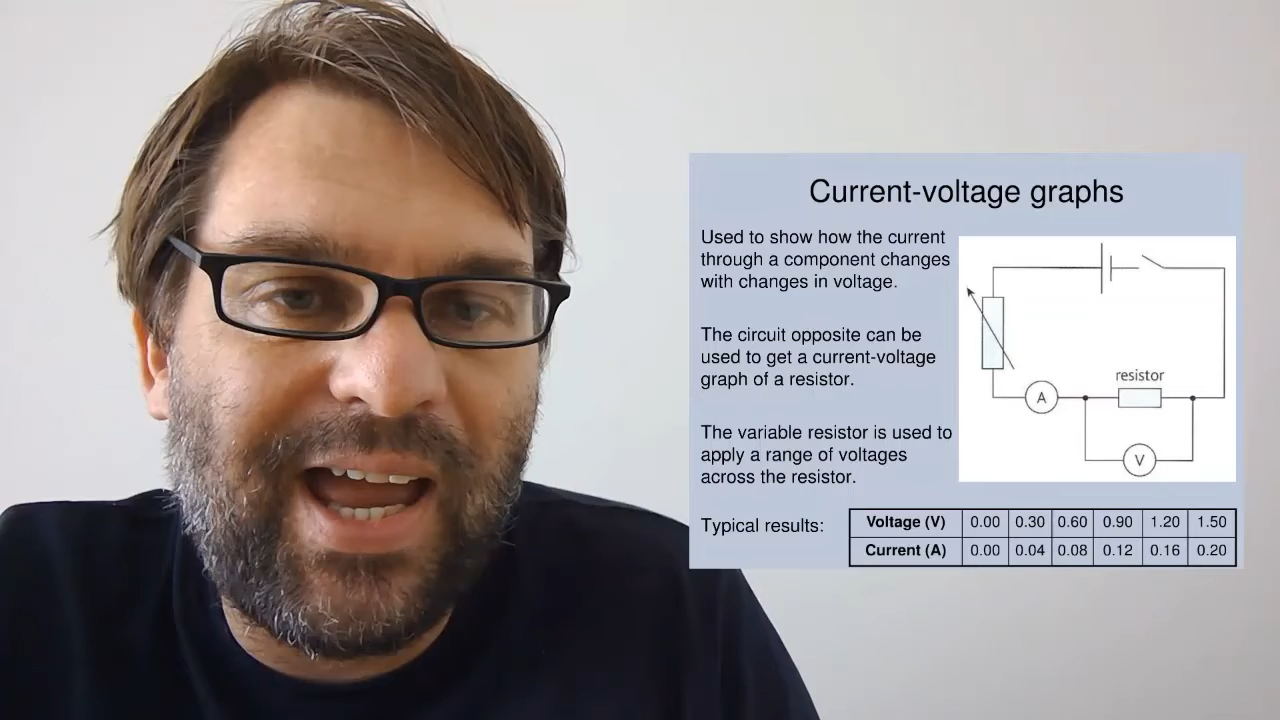 Current-voltage graphs
Used to show how the current
through a component changes
with changes in voltage.
The circuit opposite can be
used to get a current-voltage
graph of a resistor.
The variable resistor is used to
apply a range of voltages
across the resistor.
resistor
A
V
Typical results:
Voltage (V) 0.00 0.30 0.60 0.90 1.20 1.50
Current (A) 0.00 0.04 0.08 0.12 0.16 0.20